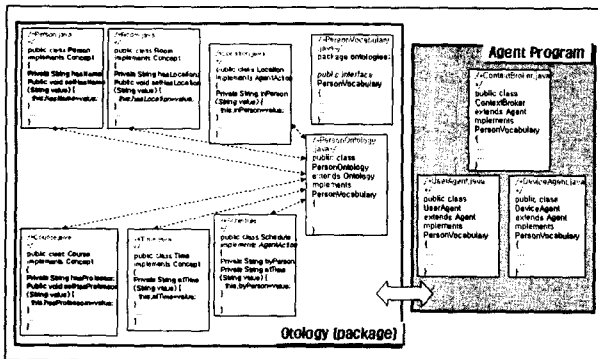 /*Person.java
*/
public class Person
implements Concept
{
Private String hasName
Public void setHasName
(String value) {
this.hasName=value;
/*Room.java
*/
public class Room
implements Concept
{
Private String hasLocation
Public void setHasLocation
(String value) {
this.hasLocation=value;
/*Location.java
*/
public class Location
implements AgentAction
{
Private String inPerson
(String value) {
this.inPerson=value;
/*PersonVocabulary
.java */
package ontologies;
public interface
PersonVocabulary
{
}
/*PersonOntology
.java*/
public class
PersonOntology
extends Ontology
mplements
PersonVocabulary
{
}
/*Course.java
*/
public class Course
implements Concept
{
Private String hasProfessor
Public void setHasProfessor
(String value) {
this.hasProfessor=value;
/*Time.java
*/
public class Time
implements Concept
{
Private String atTime
(String value) {
this.atTime=value;
}
/*Schedule
*/
public class Schedule
implements AgentAction
{
Private String byPerson
Private String atTime
(String value) {
this.byPerson=value;
}
Otology (package)
Agent Program
/*ContextBroker.java
*/
public class
ContextBroker
extends Agent
mplements
PersonVocabulary
{
}
/*UserAgent.java
*/
public class
UserAgent
extends Agent
mplements
PersonVocabulary
{
}
/*DeviceAgent.java
*/
public class
DeviceAgent
extends Agent
mplements
PersonVocabulary
{
}